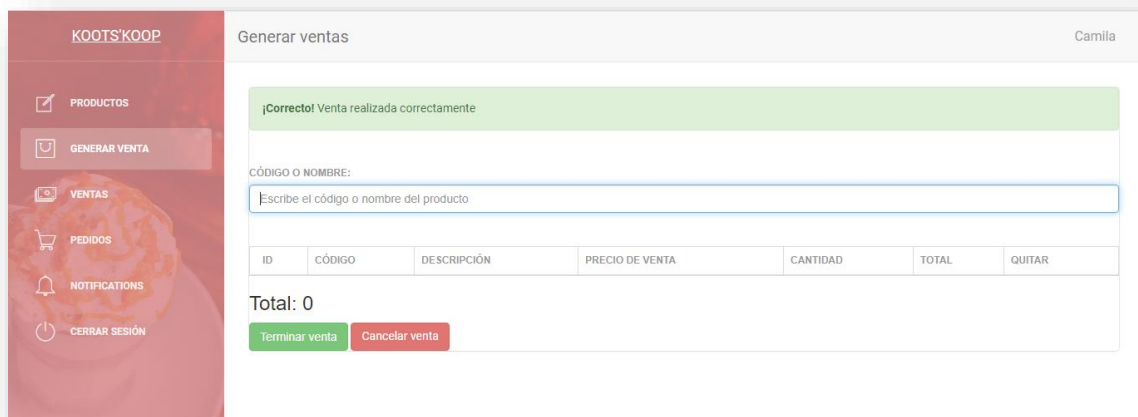 KOOTS'KOOP
Generar ventas
Camila
PRODUCTOS
GENERAR VENTA
VENTAS
PEDIDOS
NOTIFICATIONS
CERRAR SESIÓN
¡Correcto! Venta realizada correctamente
CÓDIGO O NOMBRE:
Escribe el código o nombre del producto
ID CÓDIGO DESCRIPCIÓN PRECIO DE VENTA CANTIDAD TOTAL QUITAR
Total: 0
Terminar venta Cancelar venta